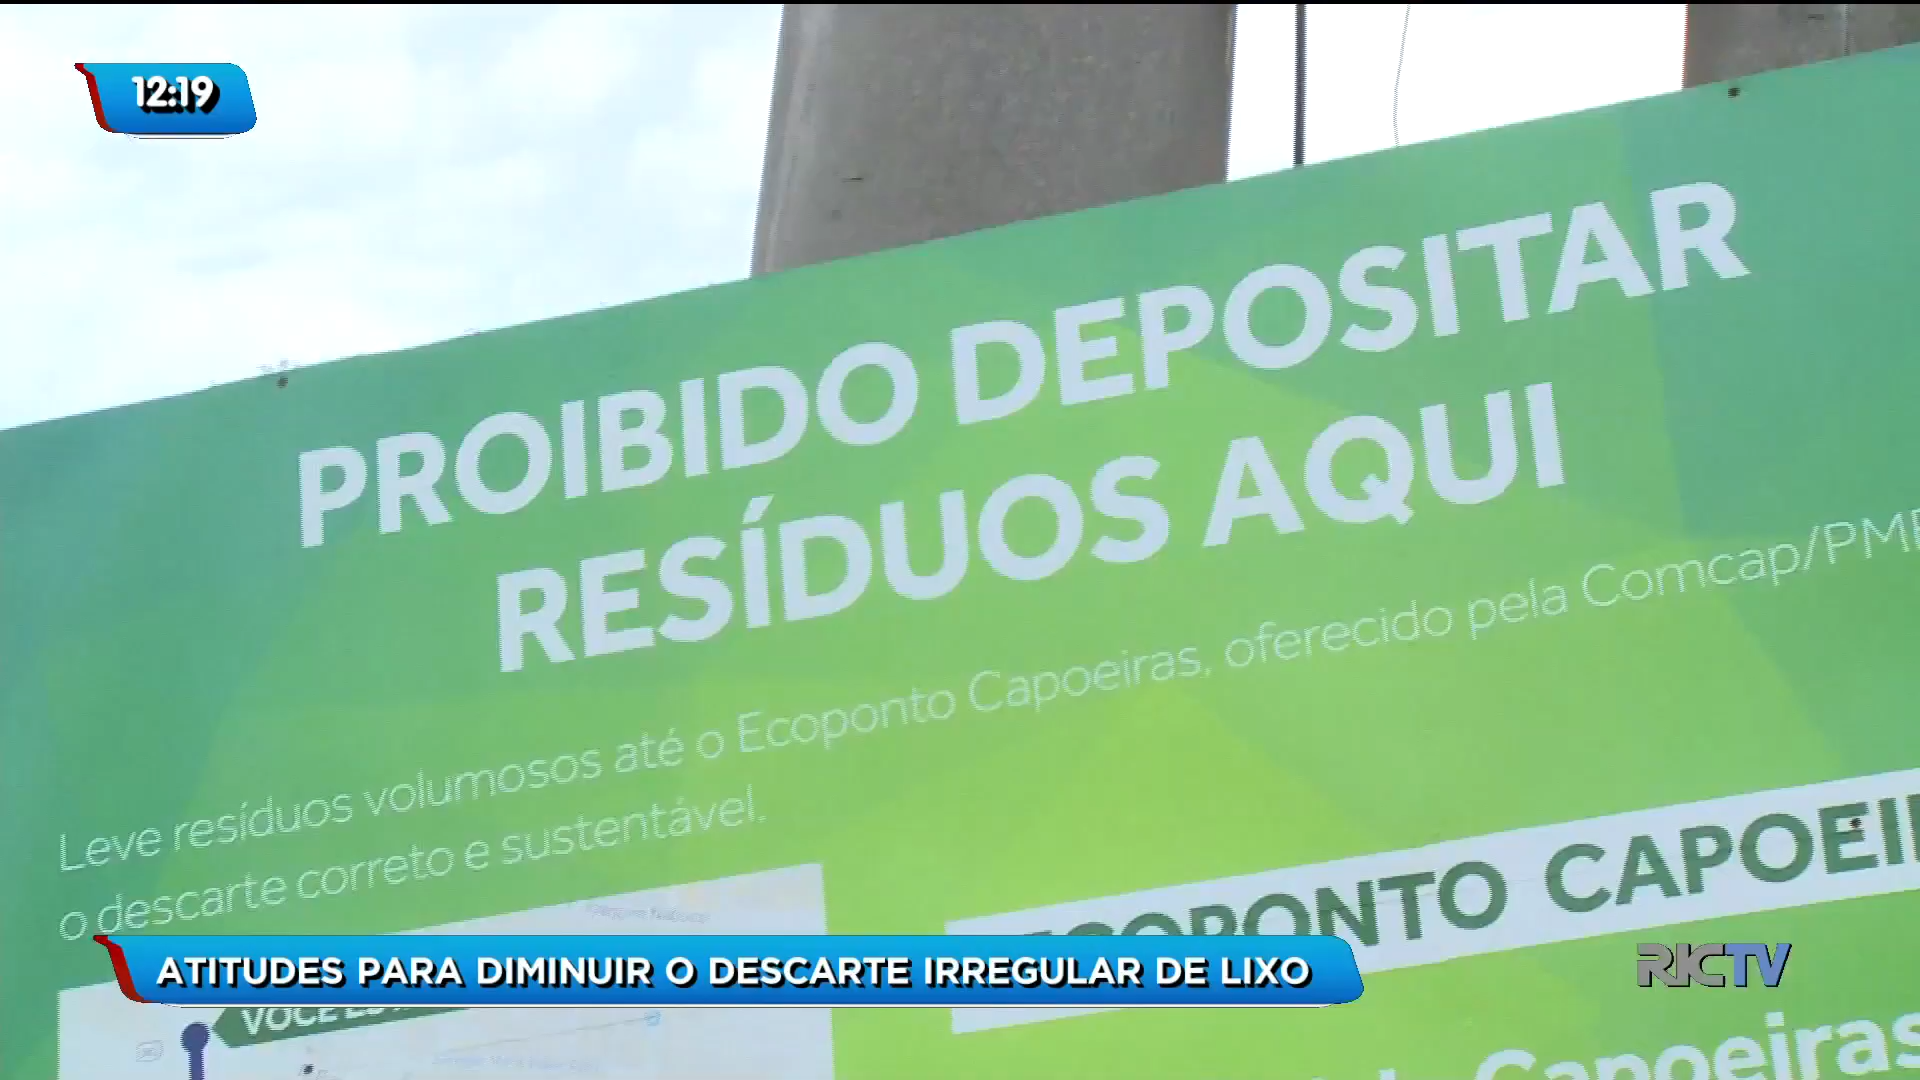 12:19
PROIBIDO DEPOSITAR
RESÍDUOS AQUI
Leve resíduos volumosos até o Ecoponto Capoeiras, oferecido pela Comcap/PMF
o descarte correto e sustentável.
ECOPONTO CAPOEI
ATITUDES PARA DIMINUIR O DESCARTE IRREGULAR DE LIXO
RICTV
VOCÊ
Capoeiras